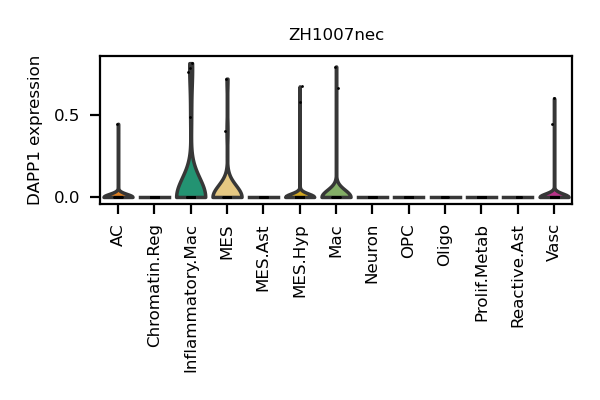 ZH1007nec
DAPP1 expression
0.5
0.0
AC
Chromatin.Reg
Inflammatory.Mac
MES
MES.Ast
MES.Hyp
Mac
Neuron
OPC
Oligo
Prolif.Metab
Reactive.Ast
Vasc